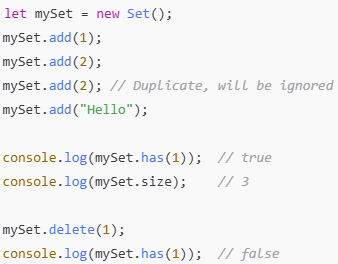 let mySet = new Set();
mySet.add(1);
mySet.add(2);
mySet.add(2); // Duplicate, will be ignored
mySet.add("Hello");
console.log(mySet.has(1));  // true
console.log(mySet.size);    // 3
mySet.delete(1);
console.log(mySet.has(1));  // false